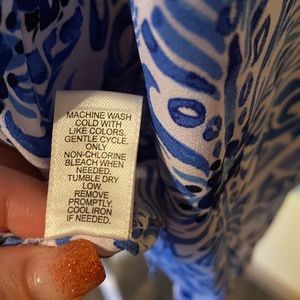 MACHINE WASH
COLD WITH
LIKE COLORS.
GENTLE CYCLE.
ONLY
NON-CHLORINE
BLEACH WHEN
NEEDED.
TUMBLE DRY
LOW.
REMOVE
PROMPTLY.
COOL IRON
IF NEEDED.